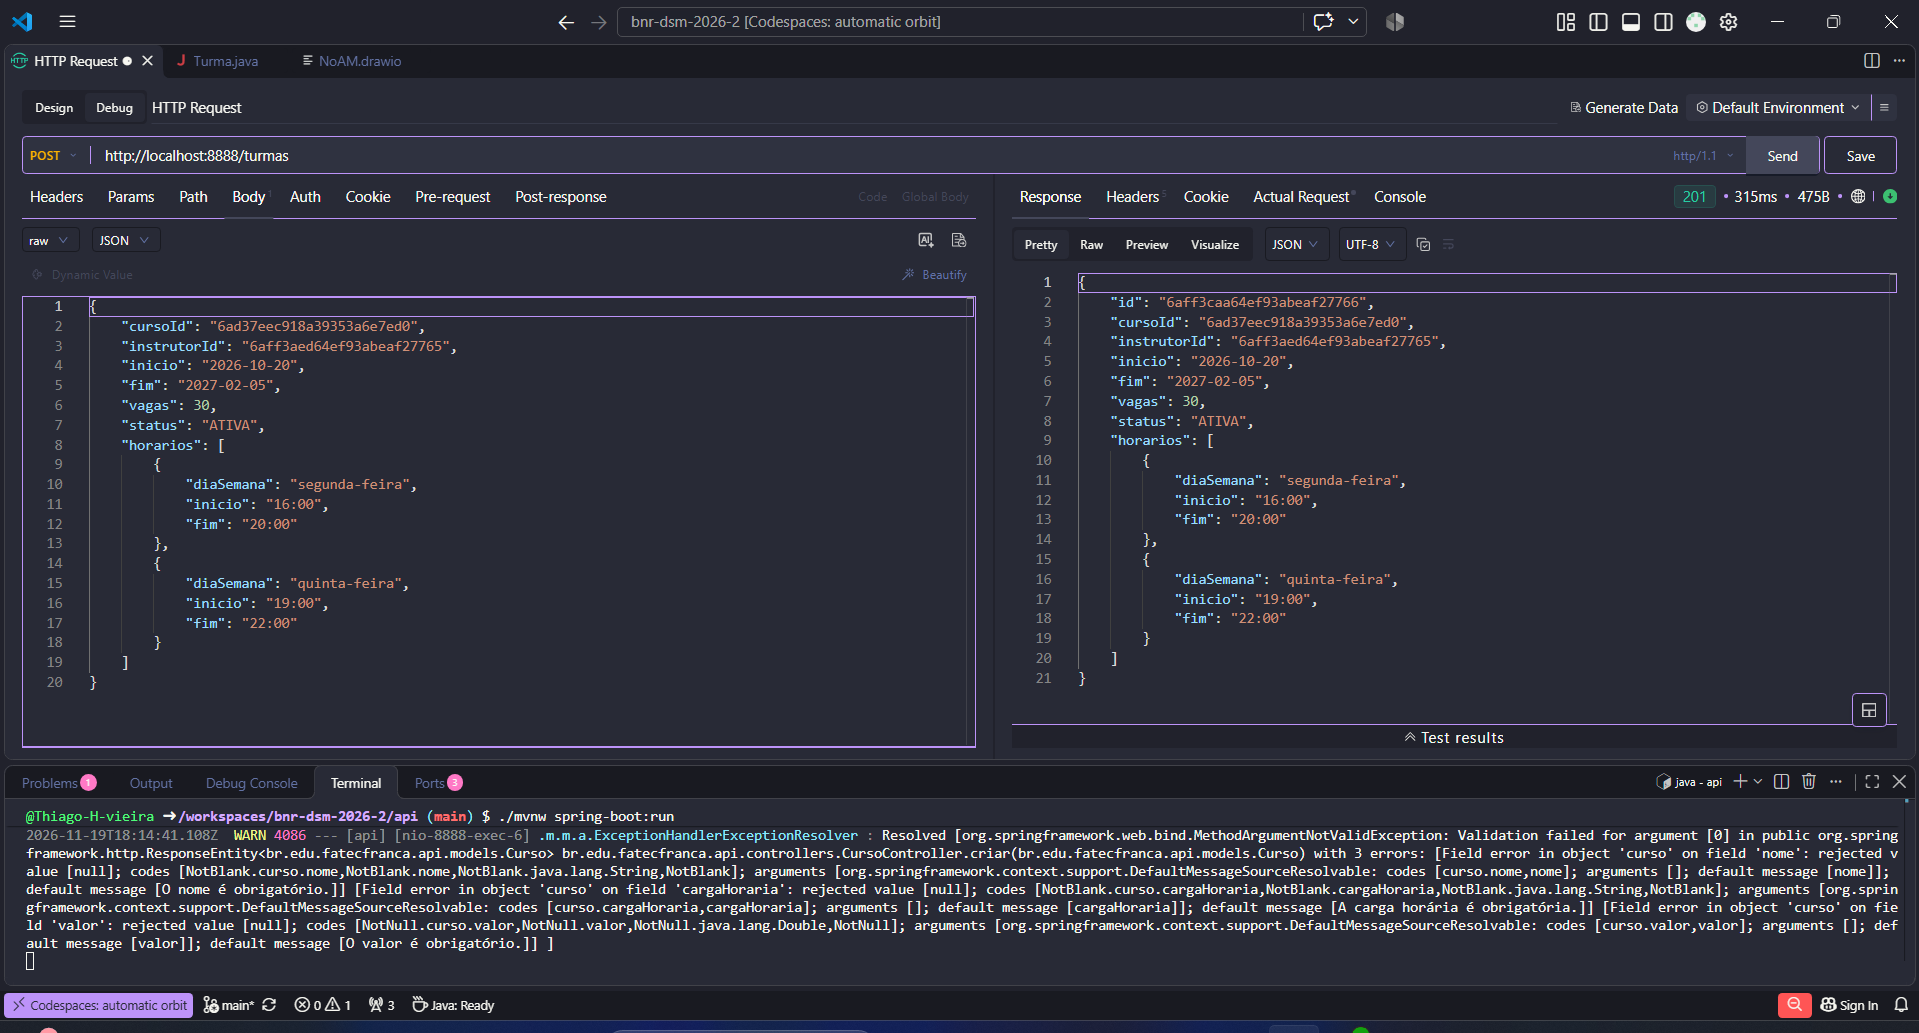 bnr-dsm-2026-2 [Codespaces: automatic orbit]
HTTP Request
Turma.java
NoAM.drawio
Design
Debug
HTTP Request
Generate Data
Default Environment
POST
http://localhost:8888/turmas
http/1.1
Send
Save
Headers
Params
Path
Body 1
Auth
Cookie
Pre-request
Post-response
Code
Global Body
raw
JSON
Dynamic Value
Beautify
1 {
2 "cursoId": "6ad37eec918a39353a6e7ed0",
3 "instrutorId": "6aff3aed64ef93abeaf27765",
4 "inicio": "2026-10-20",
5 "fim": "2027-02-05",
6 "vagas": 30,
7 "status": "ATIVA",
8 "horarios": [
9 {
10 "diaSemana": "segunda-feira",
11 "inicio": "16:00",
12 "fim": "20:00"
13 },
14 {
15 "diaSemana": "quinta-feira",
16 "inicio": "19:00",
17 "fim": "22:00"
18 }
19 ]
20 }
Response
Headers 5
Cookie
Actual Request
Console
201 • 315ms • 475B
Pretty
Raw
Preview
Visualize
JSON
UTF-8
1 {
2 "id": "6aff3caa64ef93abeaf27766",
3 "cursoId": "6ad37eec918a39353a6e7ed0",
4 "instrutorId": "6aff3aed64ef93abeaf27765",
5 "inicio": "2026-10-20",
6 "fim": "2027-02-05",
7 "vagas": 30,
8 "status": "ATIVA",
9 "horarios": [
10 {
11 "diaSemana": "segunda-feira",
12 "inicio": "16:00",
13 "fim": "20:00"
14 },
15 {
16 "diaSemana": "quinta-feira",
17 "inicio": "19:00",
18 "fim": "22:00"
19 }
20 ]
21 }
Test results
Problems 1
Output
Debug Console
Terminal
Ports 3
java - api
@Thiago-H-vieira ➜/workspaces/bnr-dsm-2026-2/api (main) $ ./mvnw spring-boot:run
2026-11-19T18:14:41.108Z  WARN 4086 --- [api] [nio-8888-exec-6] .m.m.a.ExceptionHandlerExceptionResolver : Resolved [org.springframework.web.bind.MethodArgumentNotValidException: Validation failed for argument [0] in public org.spring
framework.http.ResponseEntity<br.edu.fatecfranca.api.models.Curso> br.edu.fatecfranca.api.controllers.CursoController.criar(br.edu.fatecfranca.api.models.Curso) with 3 errors: [Field error in object 'curso' on field 'nome': rejected v
alue [null]; codes [NotBlank.curso.nome,NotBlank.nome,NotBlank.java.lang.String,NotBlank]; arguments [org.springframework.context.support.DefaultMessageSourceResolvable: codes [curso.nome,nome]; arguments []; default message [nome]];
default message [O nome é obrigatório.]] [Field error in object 'curso' on field 'cargaHoraria': rejected value [null]; codes [NotBlank.curso.cargaHoraria,NotBlank.cargaHoraria,NotBlank.java.lang.String,NotBlank]; arguments [org.sprin
gframework.context.support.DefaultMessageSourceResolvable: codes [curso.cargaHoraria,cargaHoraria]; arguments []; default message [cargaHoraria]]; default message [A carga horária é obrigatória.]] [Field error in object 'curso' on fie
ld 'valor': rejected value [null]; codes [NotNull.curso.valor,NotNull.valor,NotNull.java.lang.Double,NotNull]; arguments [org.springframework.context.support.DefaultMessageSourceResolvable: codes [curso.valor,valor]; arguments []; def
ault message [valor]]; default message [O valor é obrigatório.]] ]
Codespaces: automatic orbit
main*
0
1
3
Java: Ready
Sign In